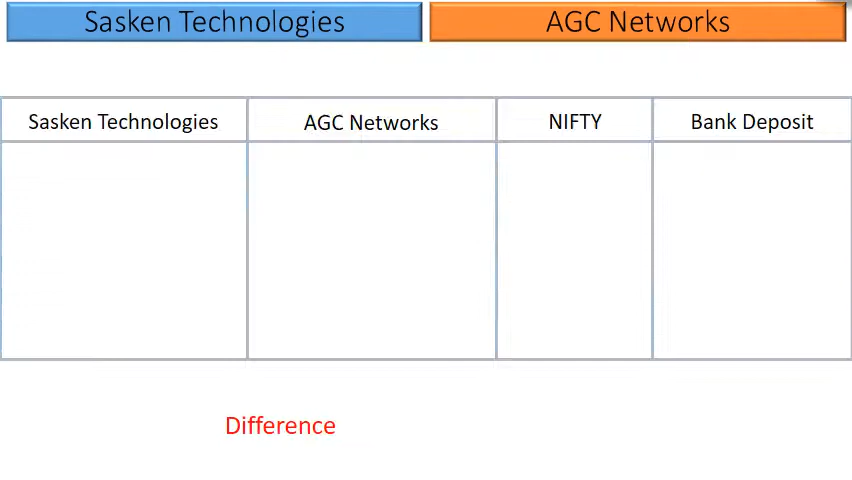 Sasken Technologies
AGC Networks
Sasken Technologies
AGC Networks
NIFTY
Bank Deposit
Difference